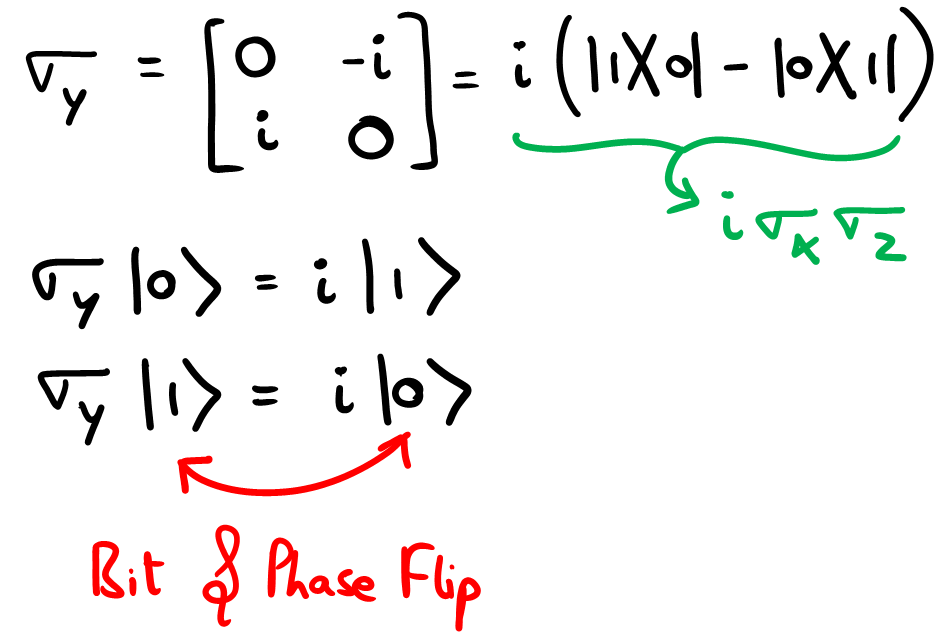 σy = [0 -i; i 0] = i(|1⟩⟨0| - |0⟩⟨1|)
iσxσz
σy|0⟩ = i|1⟩
σy|1⟩ = i|0⟩
Bit & Phase Flip